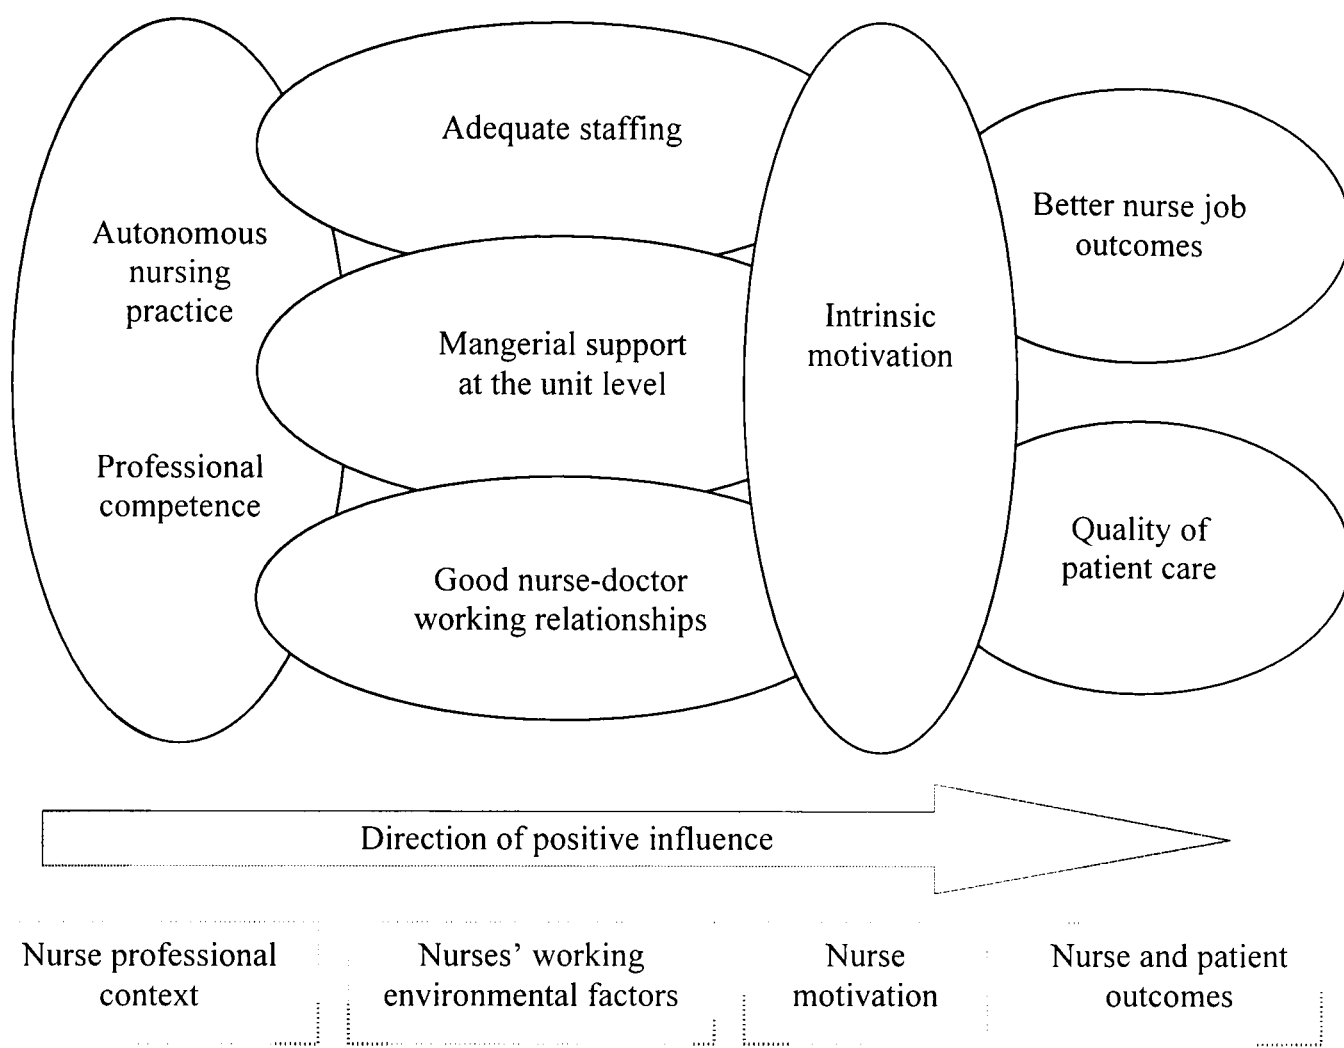 Adequate staffing
Autonomous
nursing
practice
Professional
competence
Mangerial support
at the unit level
Good nurse-doctor
working relationships
Intrinsic
motivation
Better nurse job
outcomes
Quality of
patient care
Direction of positive influence
Nurse professional
context
Nurses’ working
environmental factors
Nurse
motivation
Nurse and patient
outcomes